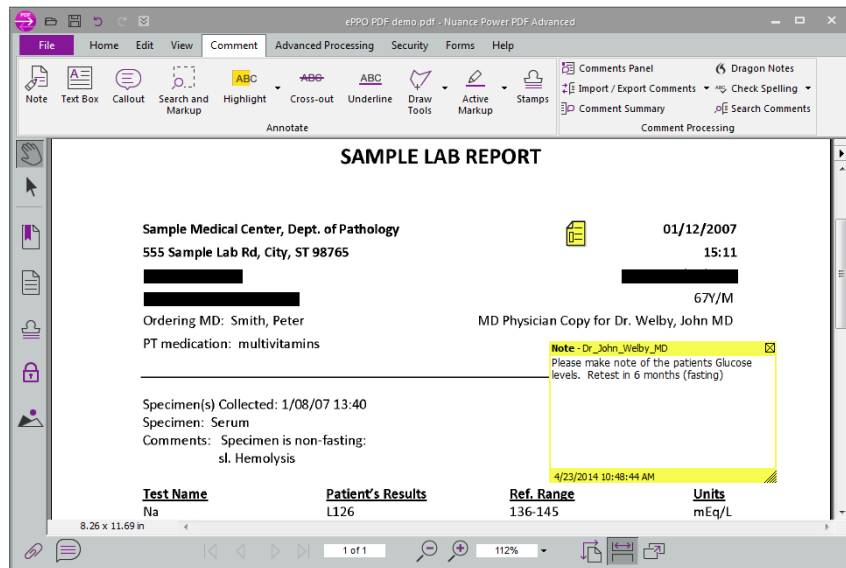 ePPO PDF demo.pdf - Nuance Power PDF Advanced
File Home Edit View Comment Advanced Processing Security Forms Help
Note
Text Box
Callout
Search and Markup
ABC Highlight
ABC Cross-out
ABC Underline
Draw Tools
Active Markup
Stamps
Annotate
Comments Panel
Import / Export Comments
Comment Summary
Dragon Notes
Check Spelling
Search Comments
Comment Processing
SAMPLE LAB REPORT
Sample Medical Center, Dept. of Pathology 01/12/2007
555 Sample Lab Rd, City, ST 98765 15:11
67Y/M
Ordering MD: Smith, Peter MD Physician Copy for Dr. Welby, John MD
PT medication: multivitamins
Note - Dr_John_Welby_MD
Please make note of the patients Glucose
levels. Retest in 6 months (fasting)
4/23/2014 10:48:44 AM
Specimen(s) Collected: 1/08/07 13:40
Specimen: Serum
Comments: Specimen is non-fasting:
sl. Hemolysis
Test Name Patient's Results Ref. Range Units
Na L126 136-145 mEq/L
8.26 x 11.69 in
1 of 1 112%